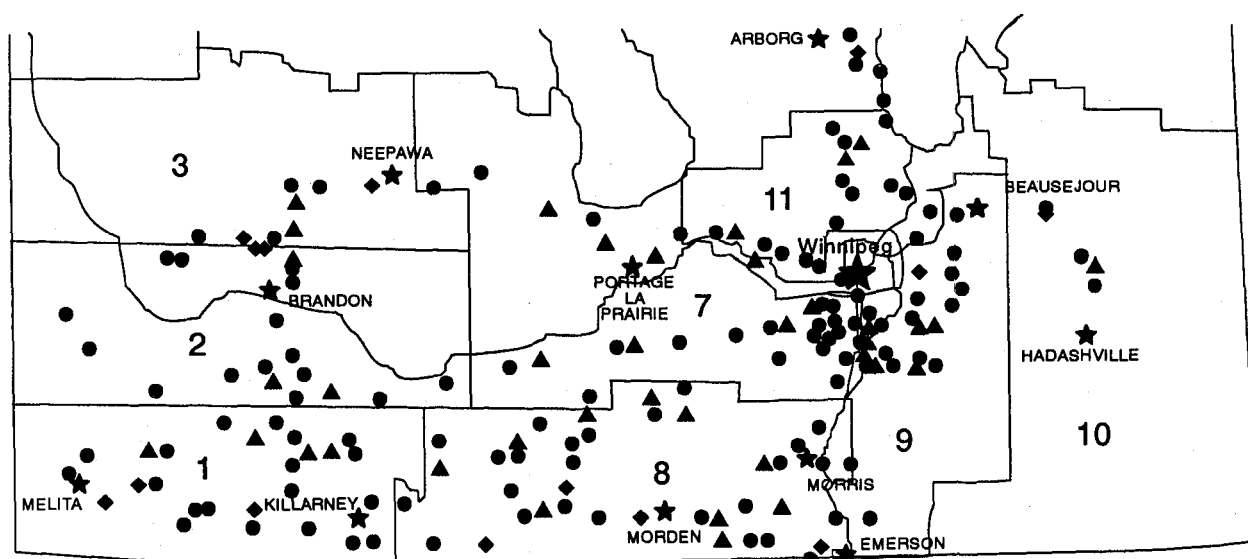 ARBORG
3
NEEPAWA
11
BEAUSEJOUR
Winnipeg
BRANDON
PORTAGE
LA
PRAIRIE
7
2
HADASHVILLE
9
10
1
8
MELITA
KILLARNEY
MORRIS
MORDEN
EMERSON